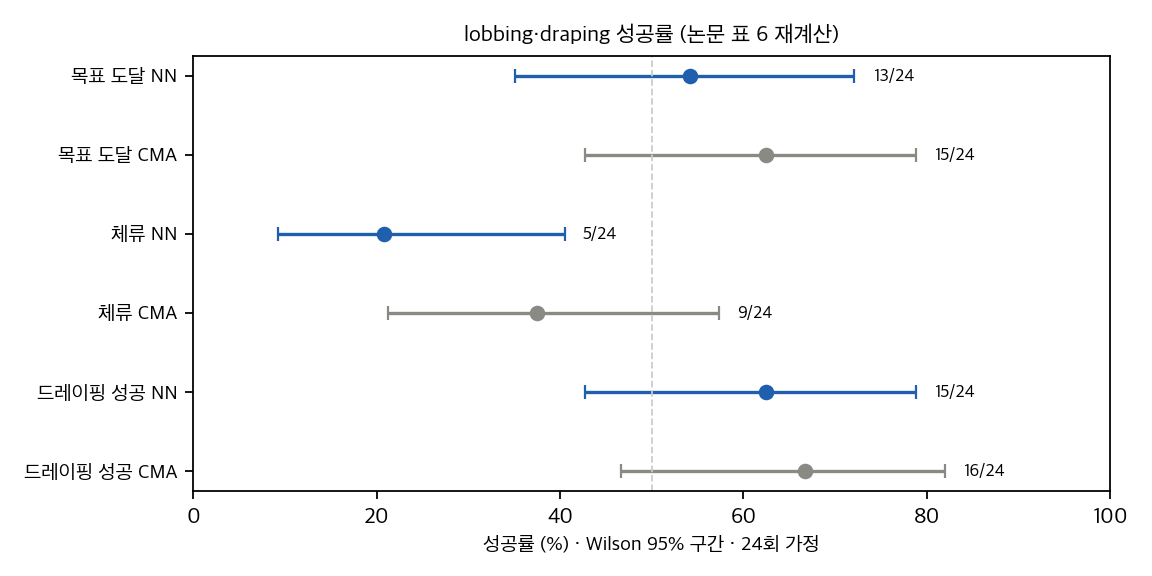 lobbing·draping 성공률 (논문 표 6 재계산)
목표 도달 NN
13/24
목표 도달 CMA
15/24
체류 NN
5/24
체류 CMA
9/24
드레이핑 성공 NN
15/24
드레이핑 성공 CMA
16/24
0 20 40 60 80 100
성공률 (%) · Wilson 95% 구간 · 24회 가정